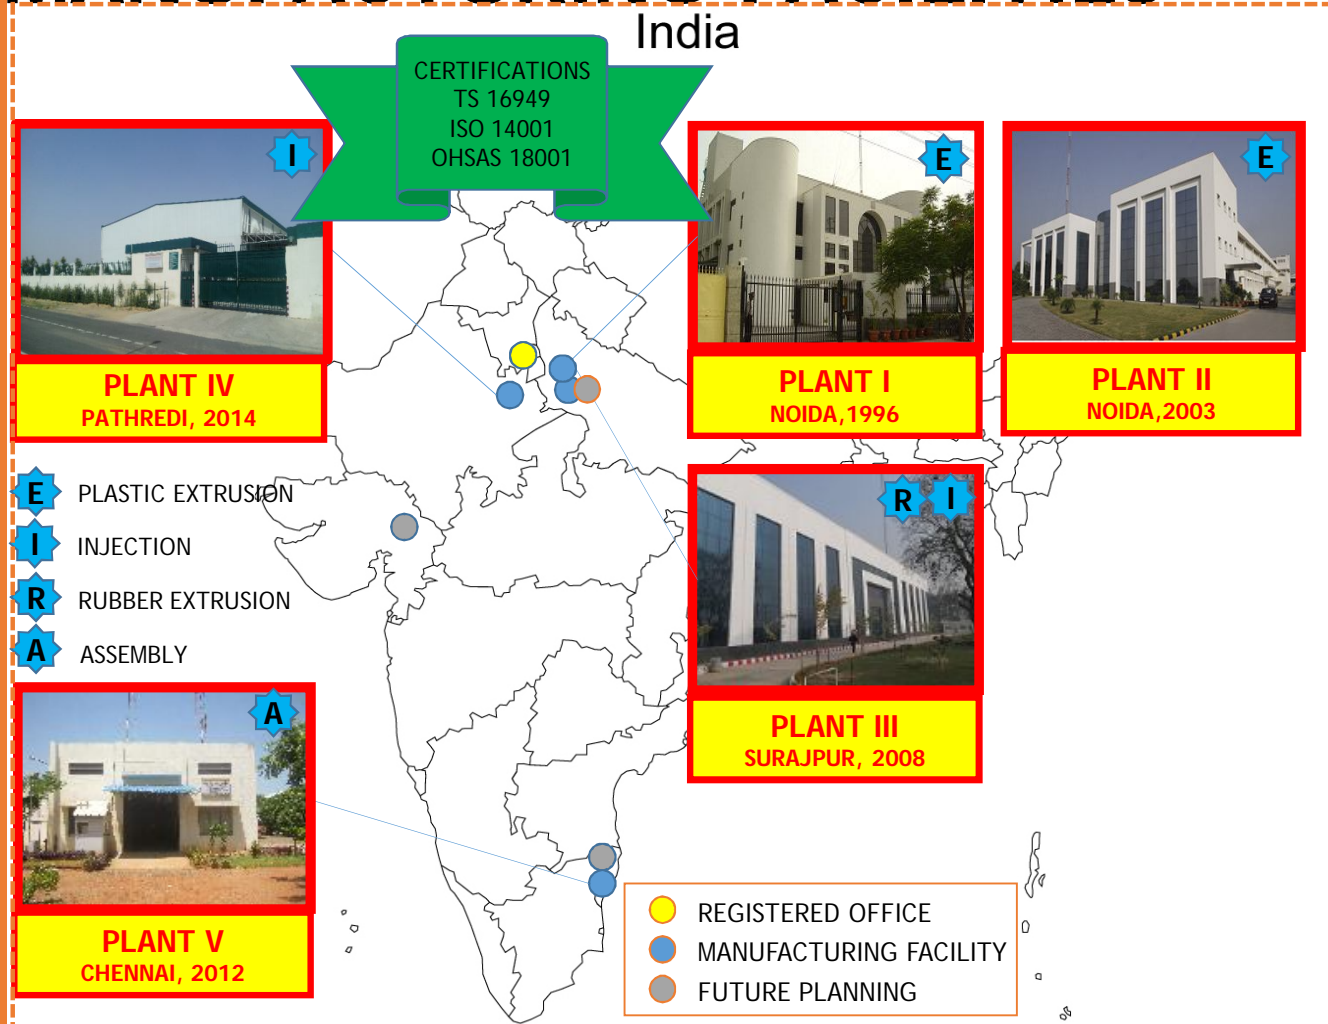 India
CERTIFICATIONS
TS 16949
ISO 14001
OHSAS 18001
I
E
E
PLANT IV
PATHREDI, 2014
PLANT I
NOIDA,1996
PLANT II
NOIDA,2003
E PLASTIC EXTRUSION
I INJECTION
R RUBBER EXTRUSION
A ASSEMBLY
R I
PLANT III
SURAJPUR, 2008
A
PLANT V
CHENNAI, 2012
REGISTERED OFFICE
MANUFACTURING FACILITY
FUTURE PLANNING